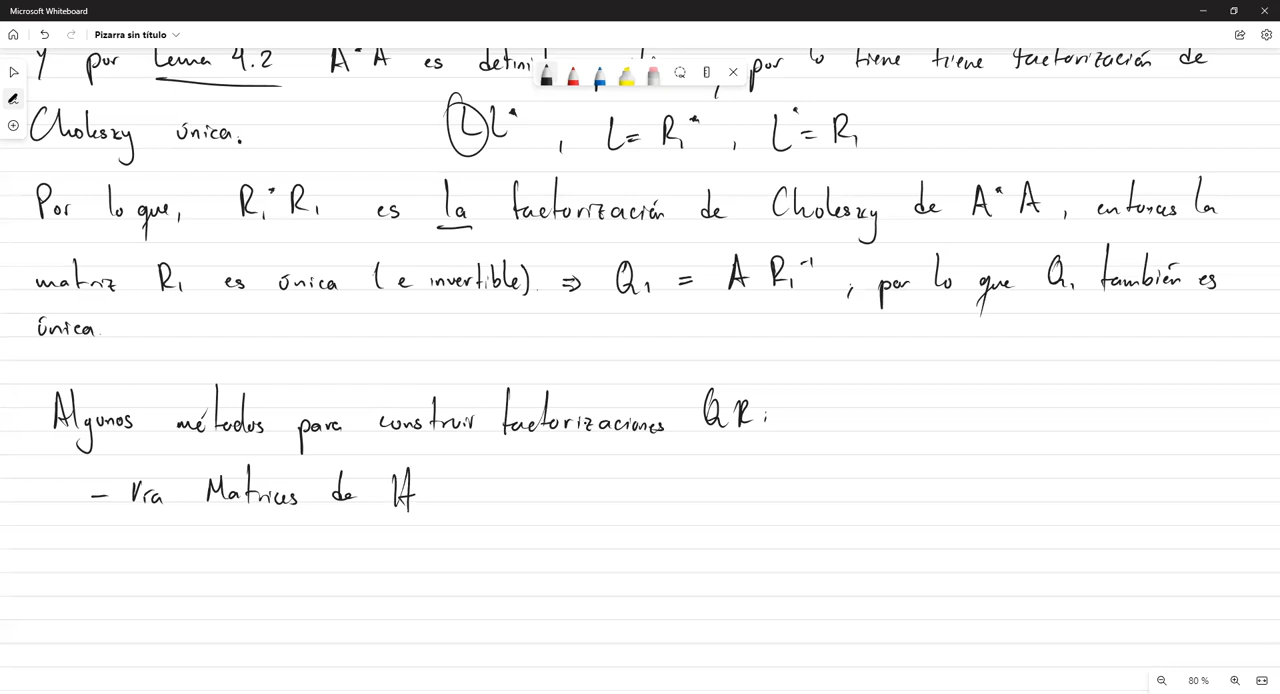 Microsoft Whiteboard
Pizarra sin título
Y por Lema 4.2 A*A es por lo tiene tiene factorización de
Cholesky única. LL*, L = R₁*, L* = R₁
Por lo que, R₁*R₁ es la factorización de Cholesky de A*A, entonces la
matriz R₁ es única (e invertible). ⇒ Q₁ = A R₁⁻¹, por lo que Q₁ también es
única.
Algunos métodos para construir factorizaciones QR:
- Vía Matrices de H
80 %